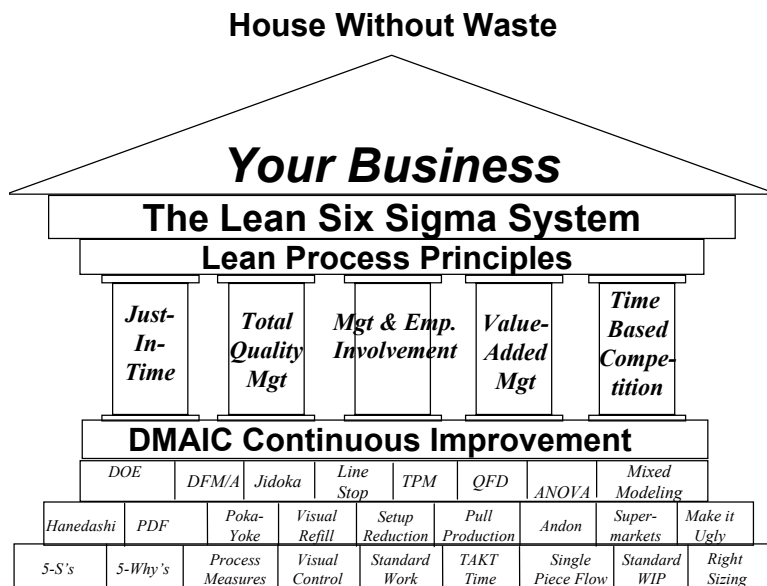 House Without Waste
Your Business
The Lean Six Sigma System
Lean Process Principles
Just-
In-
Time
Total
Quality
Mgt
Mgt & Emp.
Involvement
Value-
Added
Mgt
Time
Based
Compe-
tition
DMAIC Continuous Improvement
DOE
DFM/A
Jidoka
Line
Stop
TPM
QFD
ANOVA
Mixed
Modeling
Hanedashi
PDF
Poka-
Yoke
Visual
Refill
Setup
Reduction
Pull
Production
Andon
Super-
markets
Make it
Ugly
5-S's
5-Why's
Process
Measures
Visual
Control
Standard
Work
TAKT
Time
Single
Piece Flow
Standard
WIP
Right
Sizing